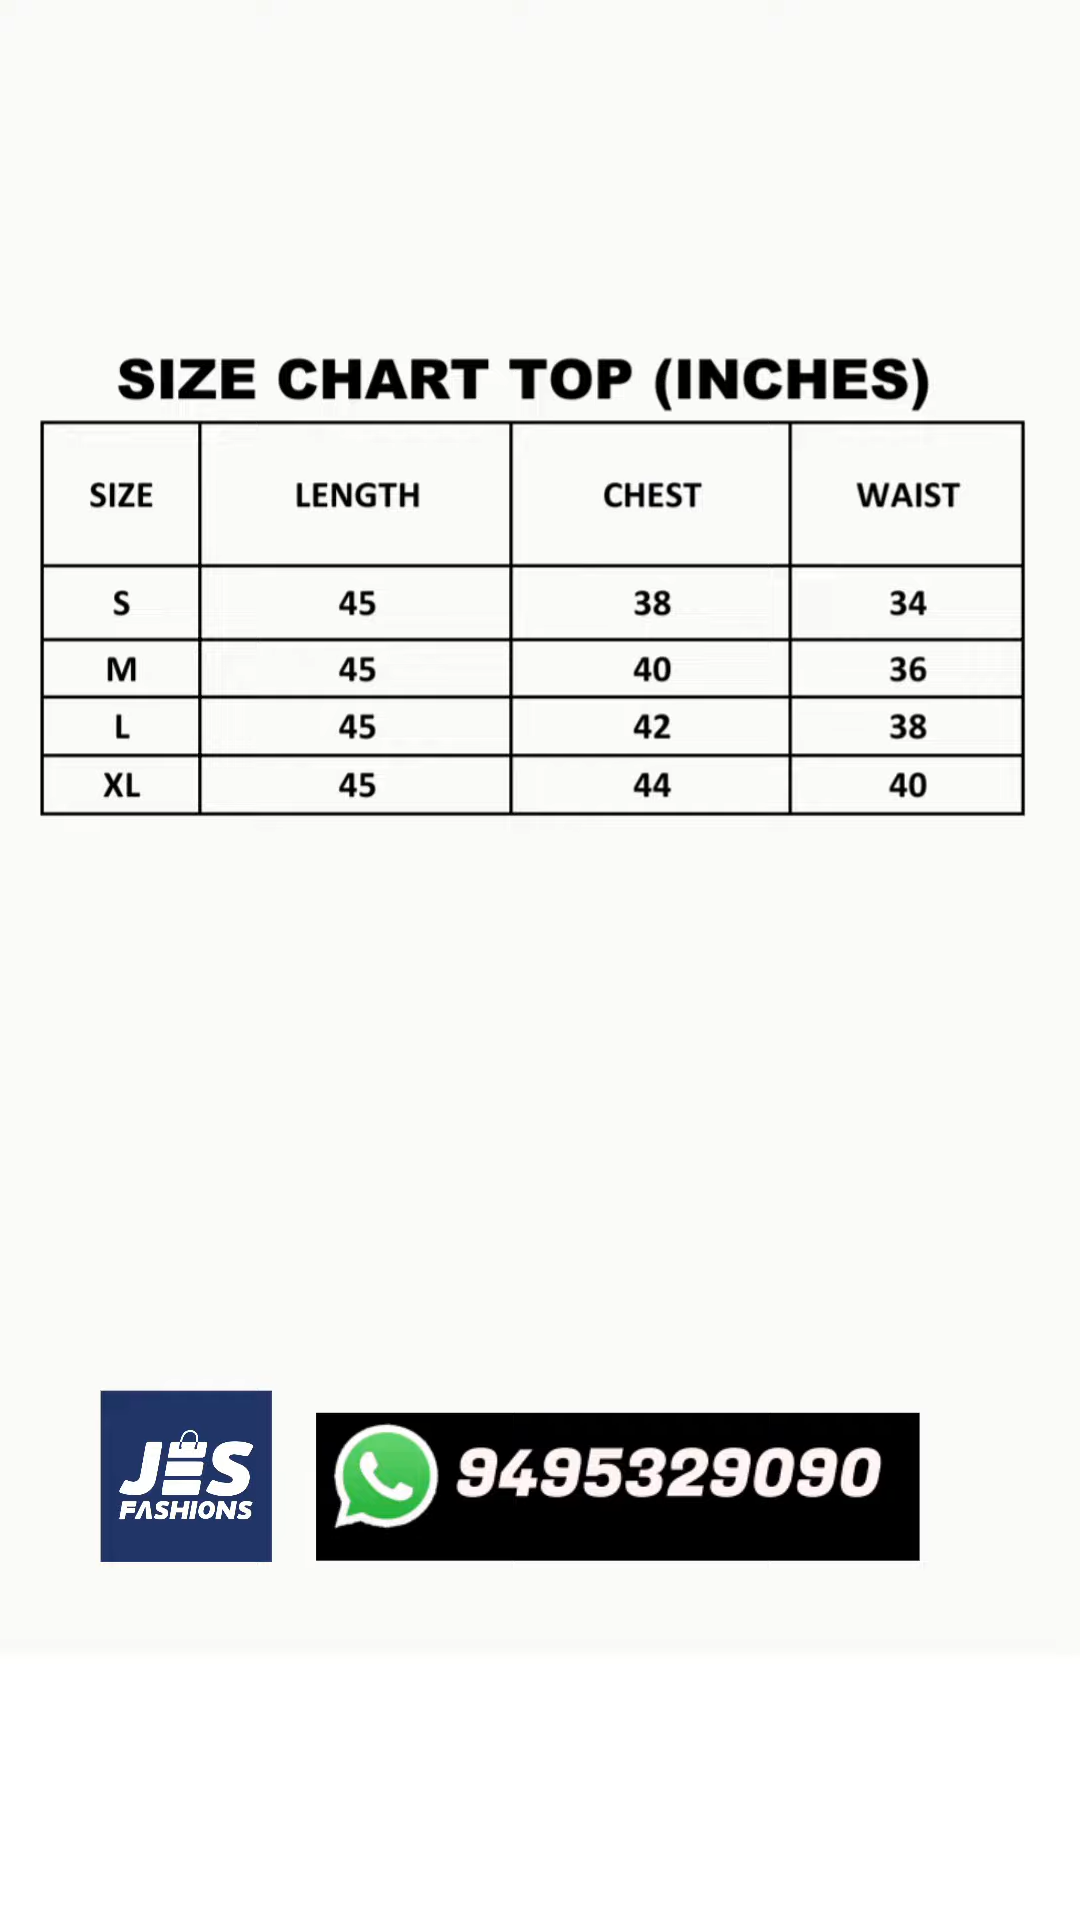 SIZE CHART TOP (INCHES)
SIZE LENGTH CHEST WAIST
S 45 38 34
M 45 40 36
L 45 42 38
XL 45 44 40
JES
FASHIONS
9495329090